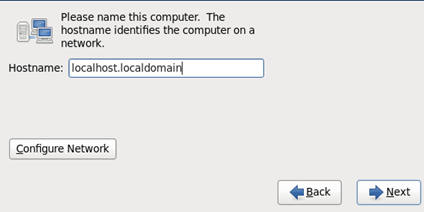 Please name this computer.  The
hostname identifies the computer on a
network.
Hostname: localhost.localdomain
Configure Network
Back Next